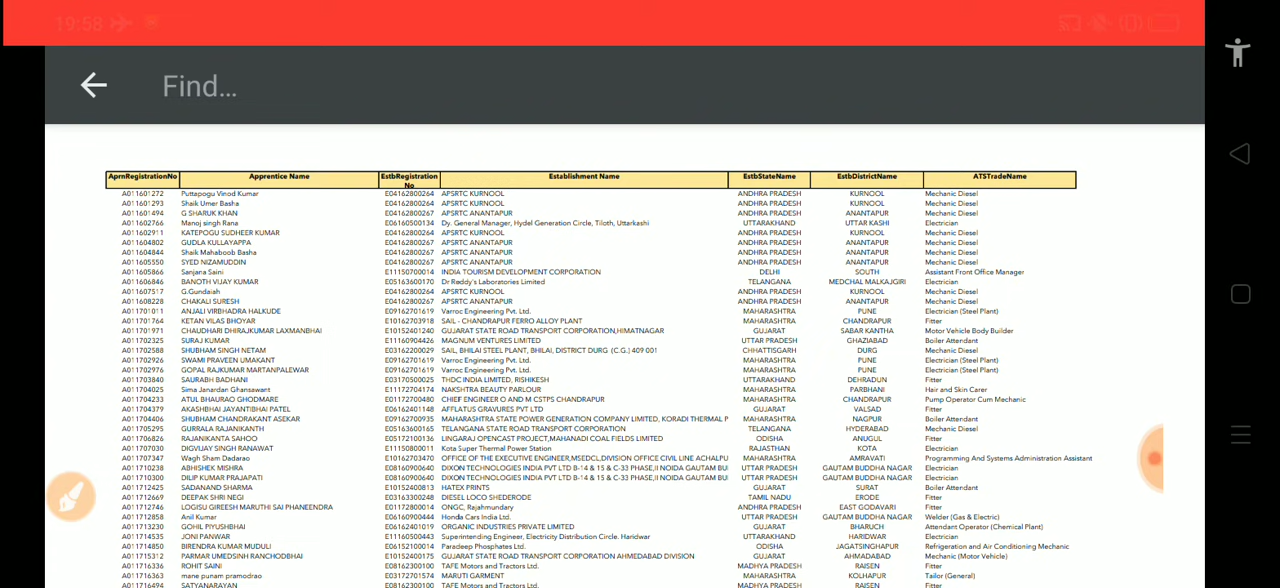 19:58
Find...
AprnRegistrationNo Apprentice Name EstbRegistration No Establishment Name EstbStateName EstbDistrictName ATSTradeName
A011601272 Puttapogu Vinod Kumar E04162800264 APSRTC KURNOOL ANDHRA PRADESH KURNOOL Mechanic Diesel
A011601293 Shaik Umer Basha E04162800264 APSRTC KURNOOL ANDHRA PRADESH KURNOOL Mechanic Diesel
A011601494 G SHARUK KHAN E04162800267 APSRTC ANANTAPUR ANDHRA PRADESH ANANTAPUR Mechanic Diesel
A011602766 Manoj singh Rana E06160500134 Dy. General Manager, Hydel Generation Circle, Tiloth, Uttarkashi UTTARAKHAND UTTAR KASHI Electrician
A011602911 KATEPOGU SUDHEER KUMAR E04162800264 APSRTC KURNOOL ANDHRA PRADESH KURNOOL Mechanic Diesel
A011604802 GUDLA KULLAYAPPA E04162800267 APSRTC ANANTAPUR ANDHRA PRADESH ANANTAPUR Mechanic Diesel
A011604844 Shaik Mahaboob Basha E04162800267 APSRTC ANANTAPUR ANDHRA PRADESH ANANTAPUR Mechanic Diesel
A011605550 SYED NIZAMUDDIN E04162800267 APSRTC ANANTAPUR ANDHRA PRADESH ANANTAPUR Mechanic Diesel
A011605866 Sanjana Saini E11150700014 INDIA TOURISM DEVELOPMENT CORPORATION DELHI SOUTH Assistant Front Office Manager
A011606846 BANOTH VIJAY KUMAR E05163600170 Dr Reddy's Laboratories Limited TELANGANA MEDCHAL MALKAJGIRI Electrician
A011607517 G.Gundaiah E04162800264 APSRTC KURNOOL ANDHRA PRADESH KURNOOL Mechanic Diesel
A011608228 CHAKALI SURESH E04162800267 APSRTC ANANTAPUR ANDHRA PRADESH ANANTAPUR Mechanic Diesel
A011701011 ANJALI VIRBHADRA HALKUDE E09162701619 Varroc Engineering Pvt. Ltd. MAHARASHTRA PUNE Electrician (Steel Plant)
A011701764 KETAN VILAS BHOYAR E10162703918 SAIL - CHANDRAPUR FERRO ALLOY PLANT MAHARASHTRA CHANDRAPUR Fitter
A011701971 CHAUDHARI DHIRAJKUMAR LAXMANBHAI E10152401240 GUJARAT STATE ROAD TRANSPORT CORPORATION,HIMATNAGAR GUJARAT SABAR KANTHA Motor Vehicle Body Builder
A011702325 SURAJ KUMAR E11160904426 MAGNUM VENTURES LIMITED UTTAR PRADESH GHAZIABAD Boiler Attendant
A011702588 SHUBHAM SINGH NETAM E03162200029 SAIL, BHILAI STEEL PLANT, BHILAI, DISTRICT DURG (C.G.) 409 001 CHHATTISGARH DURG Mechanic Diesel
A011702926 SWAMI PRAVEEN UMAKANT E09162701619 Varroc Engineering Pvt. Ltd. MAHARASHTRA PUNE Electrician (Steel Plant)
A011702976 GOPAL RAJKUMAR MARTANPALEWAR E09162701619 Varroc Engineering Pvt. Ltd. MAHARASHTRA PUNE Electrician (Steel Plant)
A011703840 SAURABH BADHANI E03170500025 THDC INDIA LIMITED, RISHIKESH UTTARAKHAND DEHRADUN Fitter
A011704025 Sima Janardan Ghansawant E11172704174 NAKSHTRA BEAUTY PARLOUR MAHARASHTRA PARBHANI Hair and Skin Carer
A011704233 ATUL BHAURAO GHODMARE E01172700480 CHIEF ENGINEER O AND M CSTPS CHANDRAPUR MAHARASHTRA CHANDRAPUR Pump Operator Cum Mechanic
A011704379 AKASHBHAI JAYANTIBHAI PATEL E06162401148 AFFLATUS GRAVURES PVT LTD GUJARAT VALSAD Fitter
A011704406 SHUBHAM CHANDRAKANT ASEKAR E09162700935 MAHARASHTRA STATE POWER GENERATION COMPANY LIMITED, KORADI THERMAL P MAHARASHTRA NAGPUR Boiler Attendant
A011705295 GURRALA RAJANIKANTH E05163600165 TELANGANA STATE ROAD TRANSPORT CORPORATION TELANGANA HYDERABAD Mechanic Diesel
A011706826 RAJANIKANTA SAHOO E05172100136 LINGARAJ OPENCAST PROJECT,MAHANADI COAL FIELDS LIMITED ODISHA ANUGUL Fitter
A011707030 DIGVIJAY SINGH RANAWAT E11150800011 Kota Super Thermal Power Station RAJASTHAN KOTA Electrician
A011707347 Wagh Sham Dadarao E10162703470 OFFICE OF THE EXECUTIVE ENGINEER,MSEDCL,DIVISION OFFICE CIVIL LINE ACHALPU MAHARASHTRA AMRAVATI Programming And Systems Administration Assistant
A011710238 ABHISHEK MISHRA E08160900640 DIXON TECHNOLOGIES INDIA PVT LTD B-14 & 15 & C-33 PHASE,II NOIDA GAUTAM BU UTTAR PRADESH GAUTAM BUDDHA NAGAR Electrician
A011710300 DILIP KUMAR PRAJAPATI E08160900640 DIXON TECHNOLOGIES INDIA PVT LTD B-14 & 15 & C-33 PHASE,II NOIDA GAUTAM BU UTTAR PRADESH GAUTAM BUDDHA NAGAR Electrician
A011712425 SADANAND SHARMA E10152400813 HATEX PRINTS GUJARAT SURAT Boiler Attendant
A011712669 DEEPAK SHRI NEGI E03163300248 DIESEL LOCO SHEDERODE TAMIL NADU ERODE Fitter
A011712746 LOGISU GIREESH MARUTHI SAI PHANEENDRA E01172800014 ONGC, Rajahmundary ANDHRA PRADESH EAST GODAVARI Fitter
A011712858 Anil Kumar E06160900444 Honda Cars India Ltd. UTTAR PRADESH GAUTAM BUDDHA NAGAR Welder (Gas & Electric)
A011713230 GOHIL PIYUSHBHAI E06162401019 ORGANIC INDUSTRIES PRIVATE LIMITED GUJARAT BHARUCH Attendant Operator (Chemical Plant)
A011714535 JONI PANWAR E11160500443 Superintending Engineer, Electricity Distribution Circle. Haridwar UTTARAKHAND HARIDWAR Electrician
A011714850 BIRENDRA KUMAR MUDULI E06152100014 Paradeep Phosphates Ltd. ODISHA JAGATSINGHAPUR Refrigeration and Air Conditioning Mechanic
A011715312 PARMAR UMEDSINH RANCHODBHAI E08152400175 GUJARAT STATE ROAD TRANSPORT CORPORATION AHMEDABAD DIVISION GUJARAT AHMADABAD Mechanic (Motor Vehicle)
A011716336 ROHIT SAINI E08162300100 TAFE Motors and Tractors Ltd. MADHYA PRADESH RAISEN Fitter
A011716363 mane punam pramodrao E03172701574 MARUTI GARMENT MAHARASHTRA KOLHAPUR Tailor (General)
A011716494 SATYANARAYAN E08162300100 TAFE Motors and Tractors Ltd. MADHYA PRADESH RAISEN Fitter